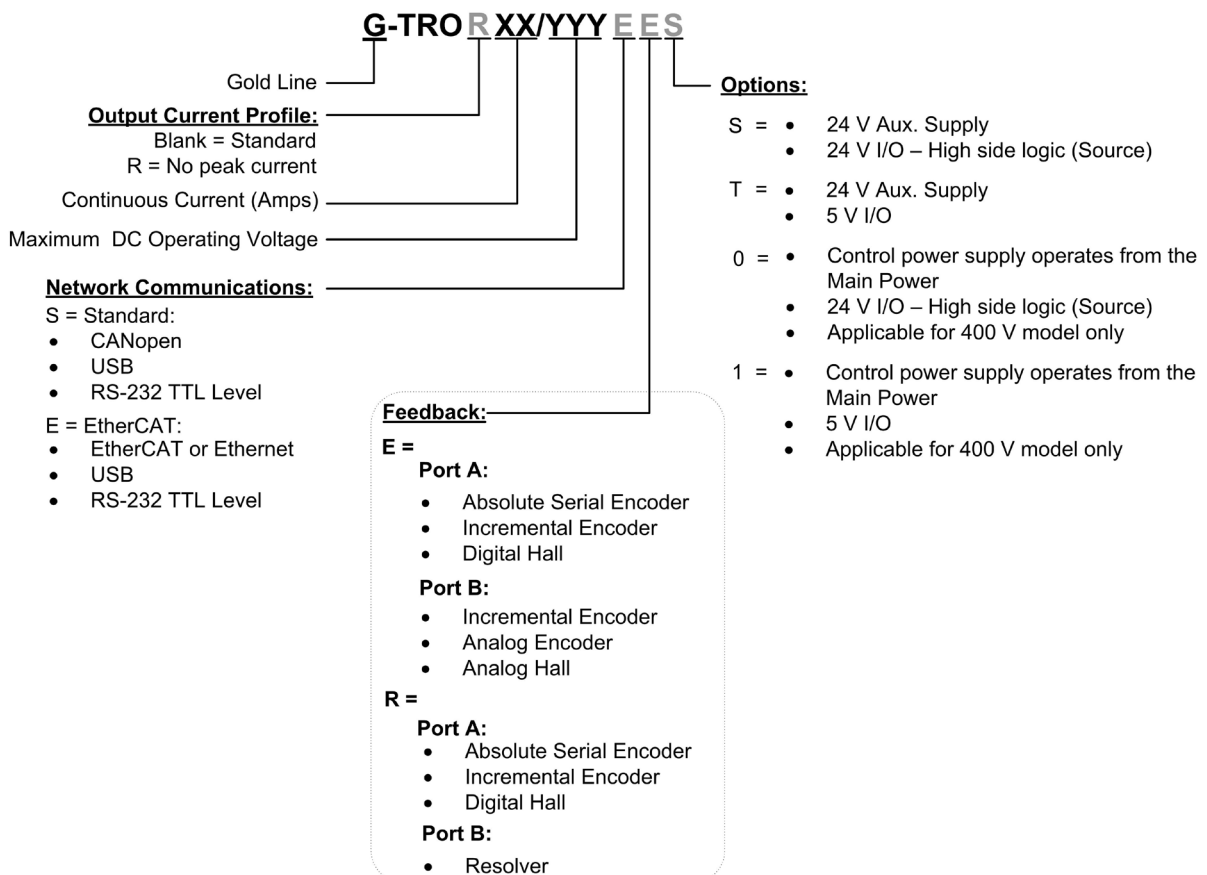 G-TRO R XX/YYY E E S
Gold Line
Output Current Profile:
Blank = Standard
R = No peak current
Continuous Current (Amps)
Maximum DC Operating Voltage
Network Communications:
S = Standard:
• CANopen
• USB
• RS-232 TTL Level
E = EtherCAT:
• EtherCAT or Ethernet
• USB
• RS-232 TTL Level
Feedback:
E =
Port A:
• Absolute Serial Encoder
• Incremental Encoder
• Digital Hall
Port B:
• Incremental Encoder
• Analog Encoder
• Analog Hall
R =
Port A:
• Absolute Serial Encoder
• Incremental Encoder
• Digital Hall
Port B:
• Resolver
Options:
S = • 24 V Aux. Supply
• 24 V I/O – High side logic (Source)
T = • 24 V Aux. Supply
• 5 V I/O
0 = • Control power supply operates from the
Main Power
• 24 V I/O – High side logic (Source)
• Applicable for 400 V model only
1 = • Control power supply operates from the
Main Power
• 5 V I/O
• Applicable for 400 V model only